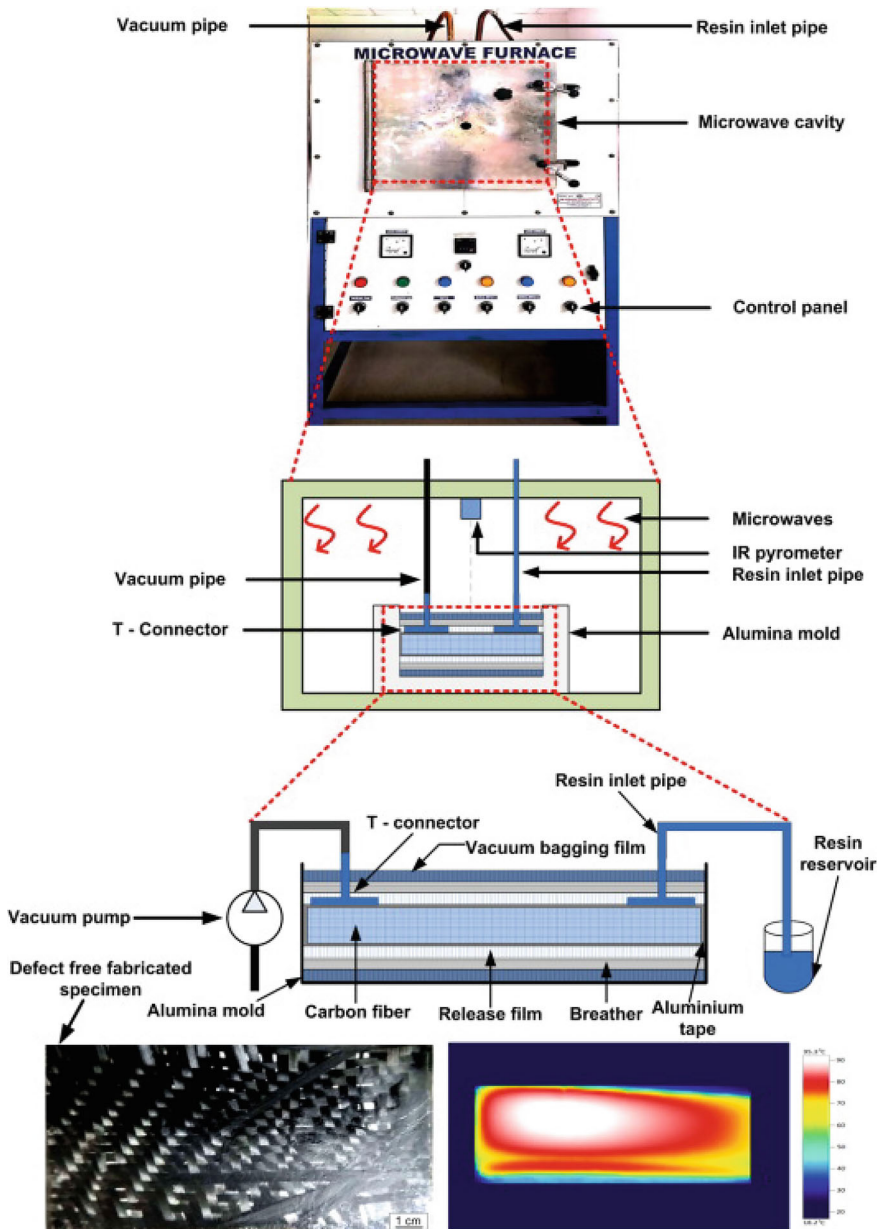 Vacuum pipe
Resin inlet pipe
MICROWAVE FURNACE
Microwave cavity
Control panel
Microwaves
IR pyrometer
Vacuum pipe
Resin inlet pipe
T - Connector
Alumina mold
Resin inlet pipe
T - connector
Vacuum bagging film
Resin
reservoir
Vacuum pump
Defect free fabricated
specimen
Alumina mold
Carbon fiber
Release film
Breather
Aluminium
tape
1 cm
90
80
70
60
50
40
30
20